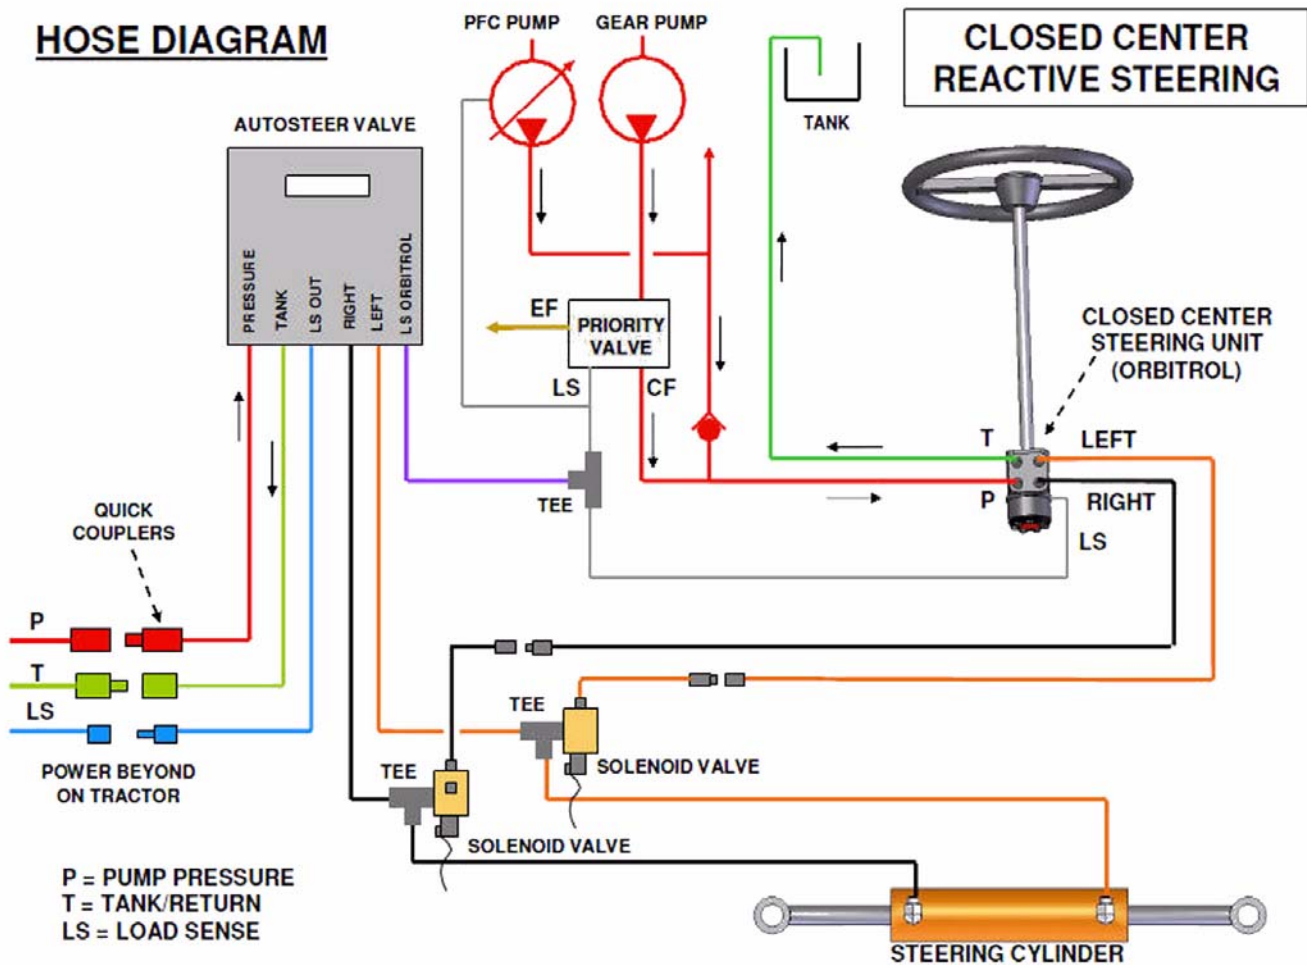 HOSE DIAGRAM
PFC PUMP
GEAR PUMP
CLOSED CENTER
REACTIVE STEERING
TANK
AUTOSTEER VALVE
PRESSURE
TANK
LS OUT
RIGHT
LEFT
LS ORBITROL
EF
PRIORITY
VALVE
LS
CF
CLOSED CENTER
STEERING UNIT
(ORBITROL)
T
LEFT
P
RIGHT
LS
TEE
QUICK
COUPLERS
P
T
LS
POWER BEYOND
ON TRACTOR
TEE
SOLENOID VALVE
TEE
SOLENOID VALVE
P = PUMP PRESSURE
T = TANK/RETURN
LS = LOAD SENSE
STEERING CYLINDER